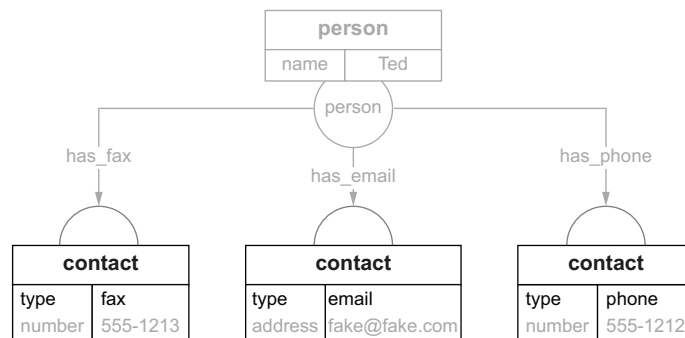 person
name Ted
person
has_fax has_email has_phone
contact contact contact
type fax type email type phone
number 555-1213 address fake@fake.com number 555-1212